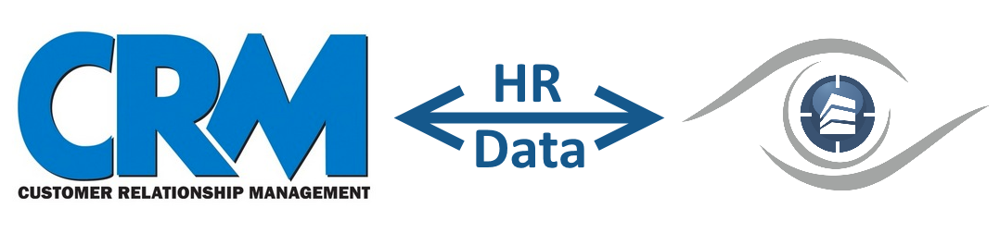 CRM
CUSTOMER RELATIONSHIP MANAGEMENT
HR
Data